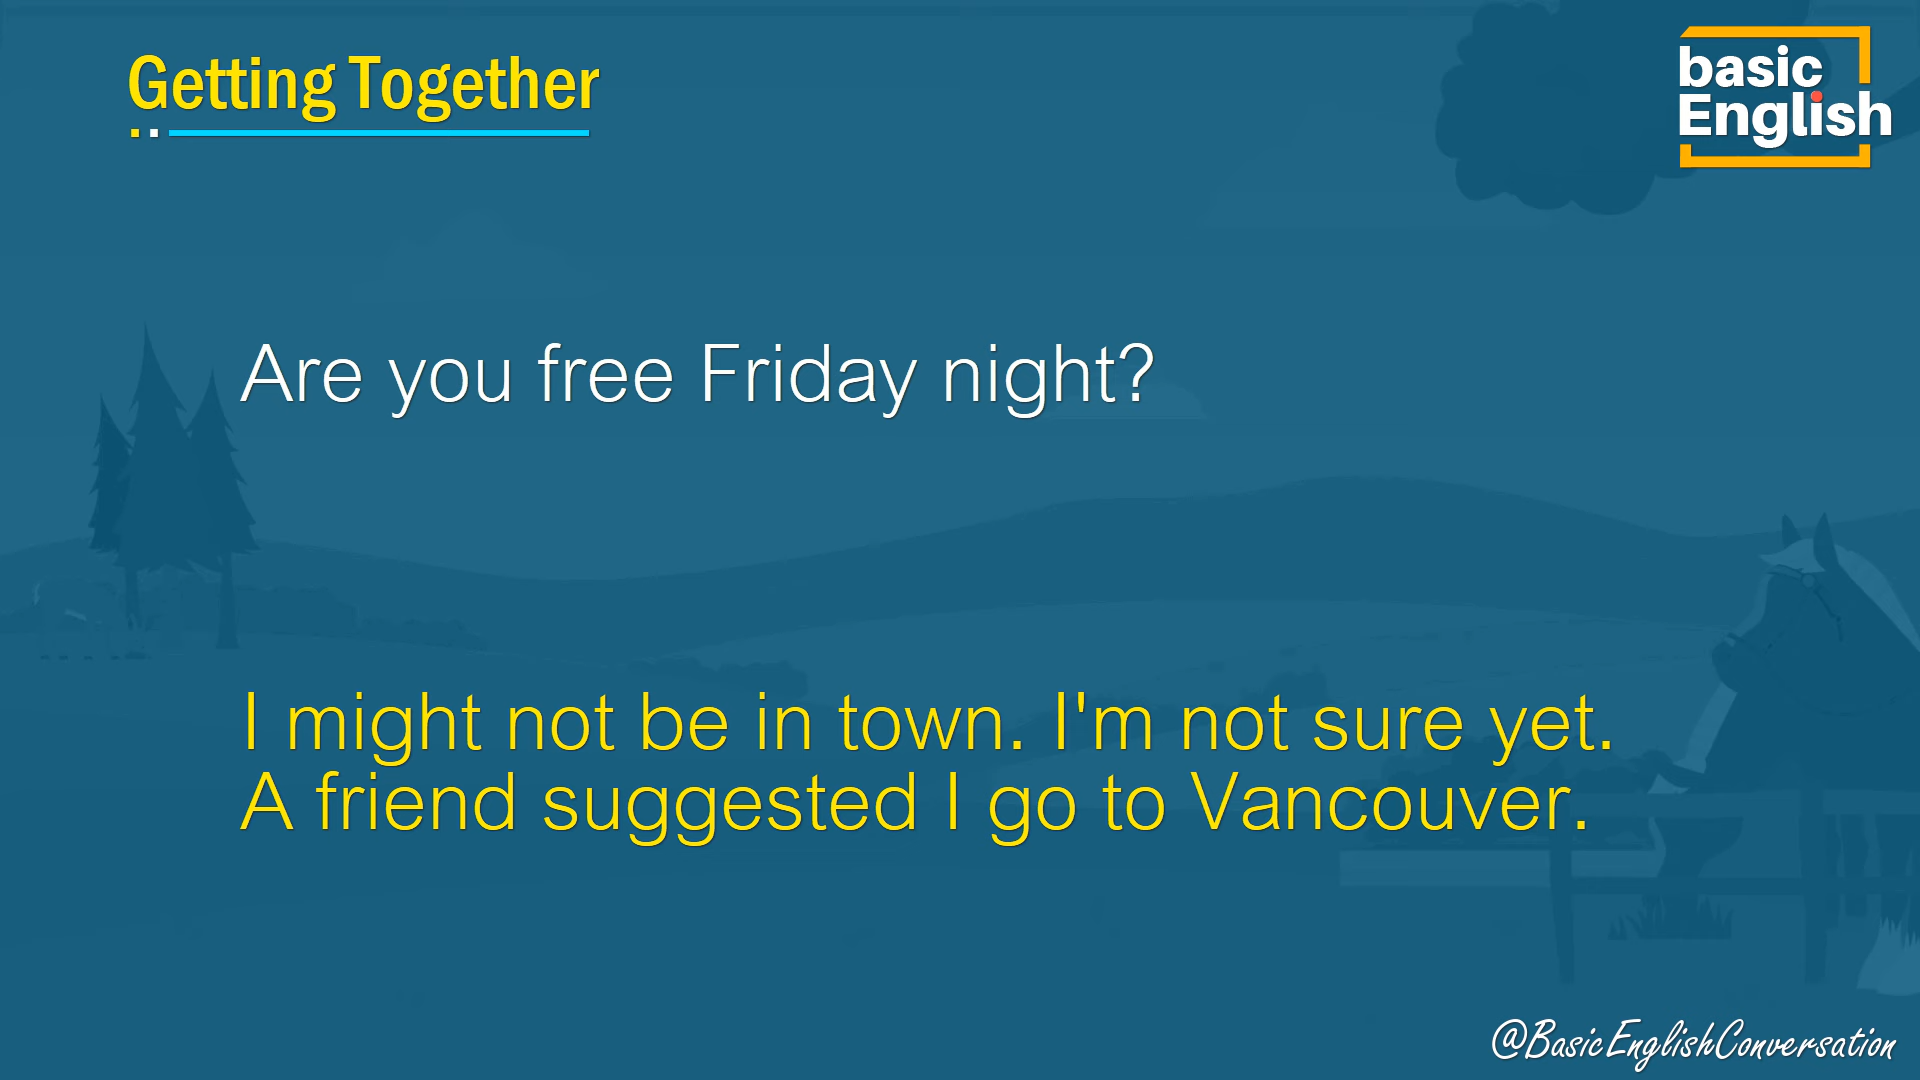 Getting Together
basic
English
Are you free Friday night?
I might not be in town. I'm not sure yet.
A friend suggested I go to Vancouver.
@BasicEnglishConversation